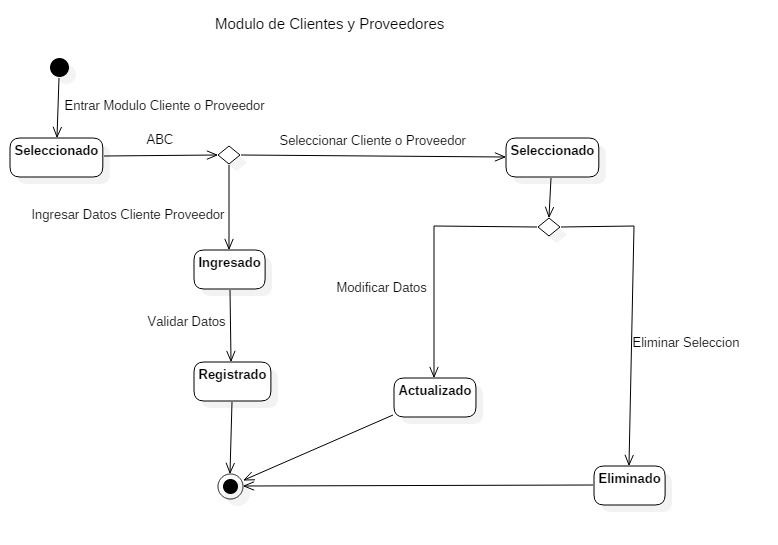 Modulo de Clientes y Proveedores
Entrar Modulo Cliente o Proveedor
Seleccionado
ABC
Seleccionar Cliente o Proveedor
Seleccionado
Ingresar Datos Cliente Proveedor
Ingresado
Modificar Datos
Validar Datos
Eliminar Seleccion
Registrado
Actualizado
Eliminado